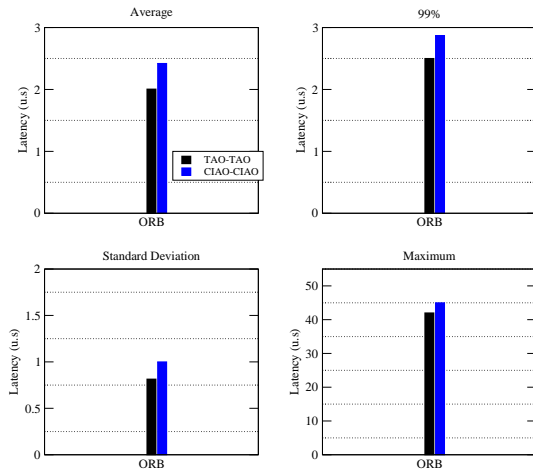 Average
3
2
1
0
Latency (u.s)
ORB
TAO-TAO
CIAO-CIAO
99%
3
2
1
0
Latency (u.s)
ORB
Standard Deviation
2
1.5
1
0.5
0
Latency (u.s)
ORB
Maximum
50
40
30
20
10
0
Latency (u.s)
ORB